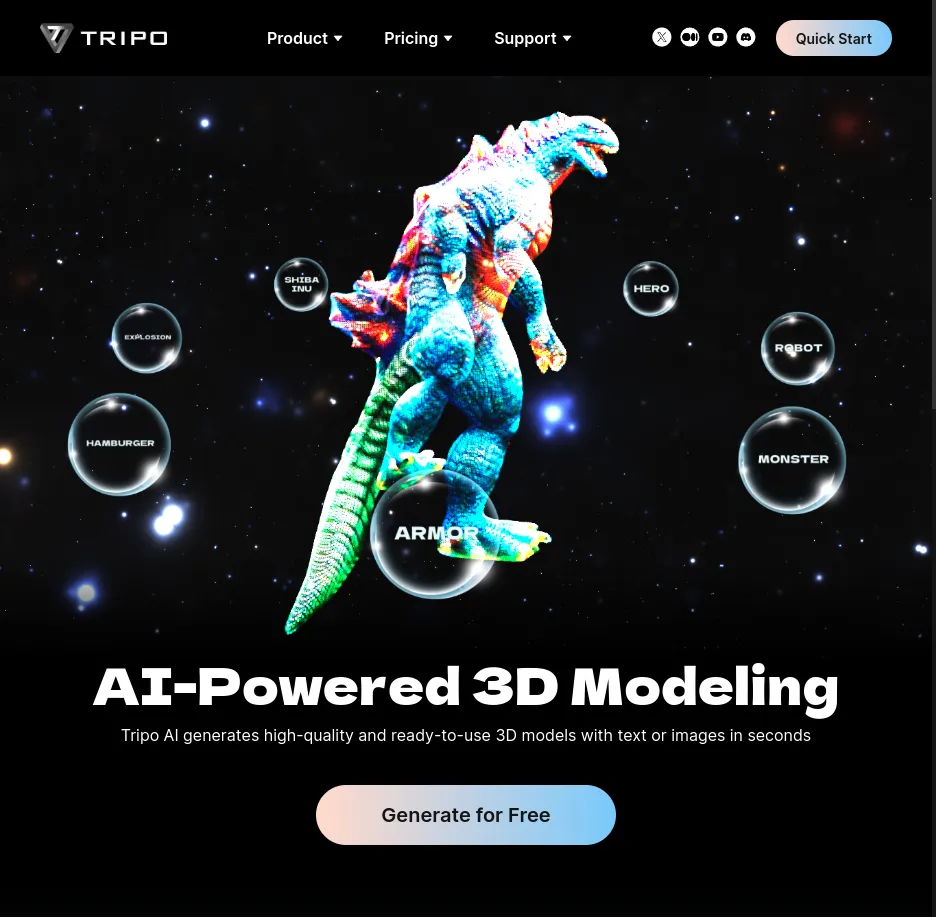 TRIPO
Product
Pricing
Support
Quick Start
SHIBA
INU
HERO
EXPLOSION
ROBOT
HAMBURGER
MONSTER
ARMOR
AI-Powered 3D Modeling
Tripo AI generates high-quality and ready-to-use 3D models with text or images in seconds
Generate for Free